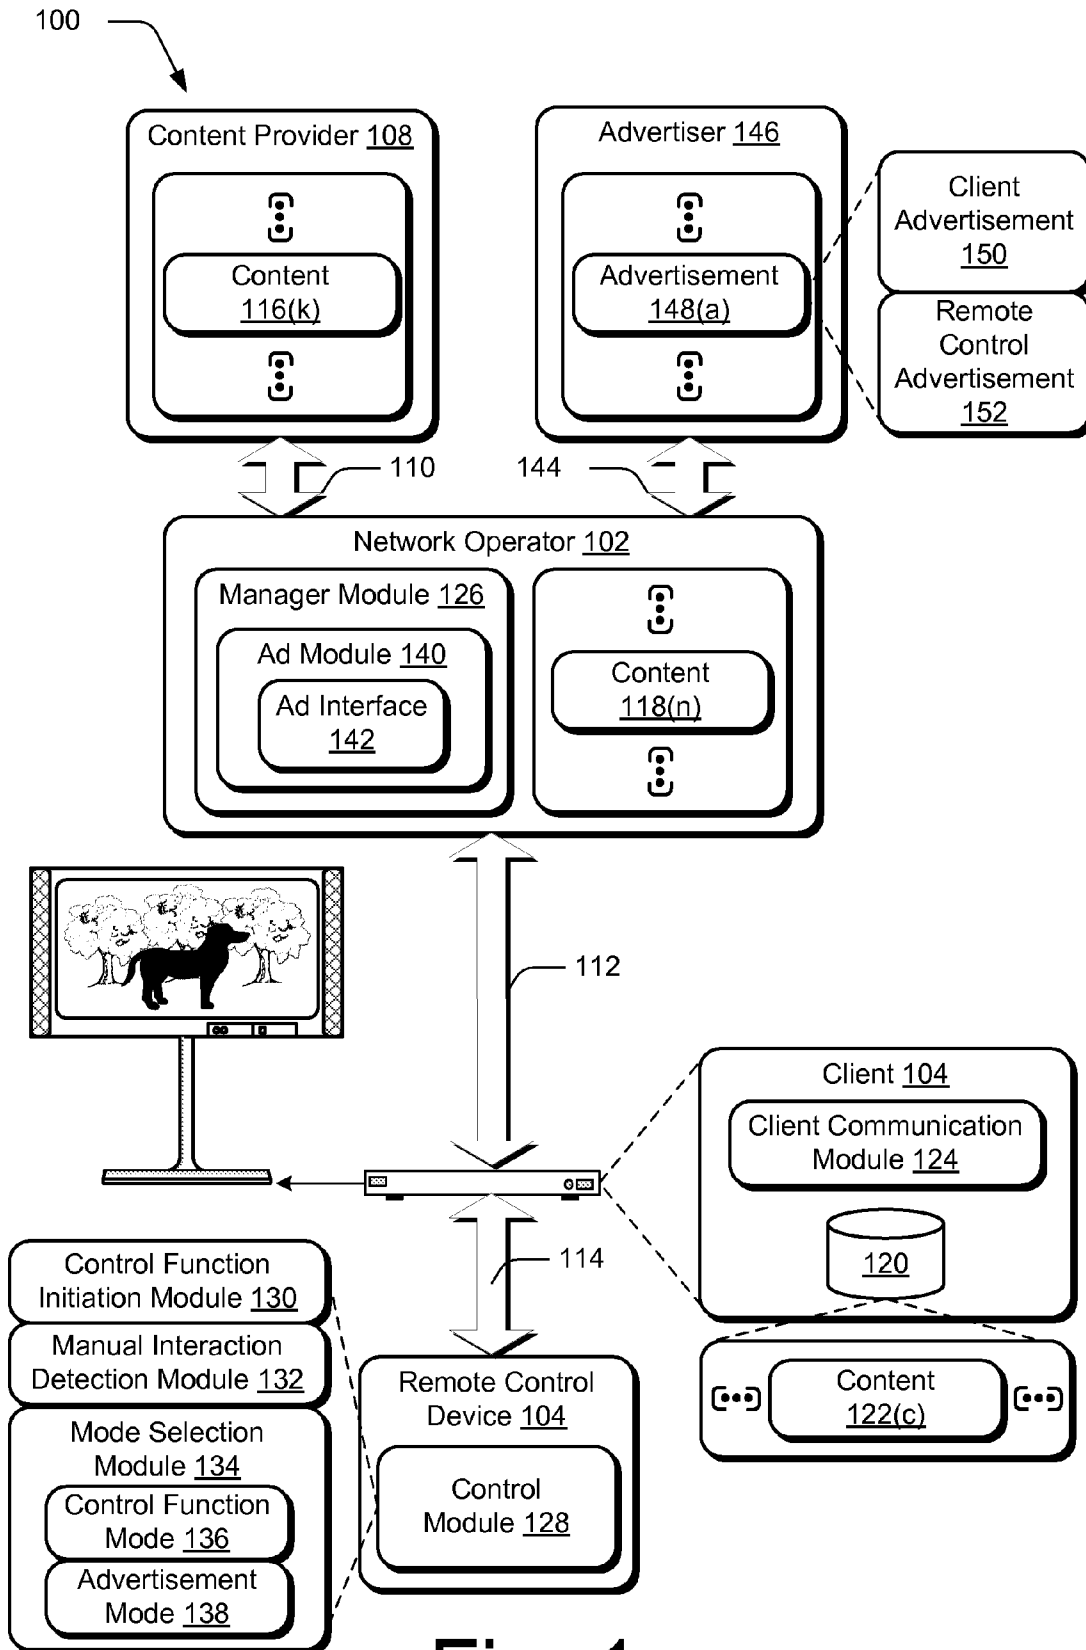 100
Content Provider 108
Content
116(k)
Advertiser 146
Advertisement
148(a)
Client
Advertisement
150
Remote
Control
Advertisement
152
110
144
Network Operator 102
Manager Module 126
Ad Module 140
Ad Interface
142
Content
118(n)
112
Client 104
Client Communication
Module 124
120
Content
122(c)
114
Control Function
Initiation Module 130
Manual Interaction
Detection Module 132
Mode Selection
Module 134
Control Function
Mode 136
Advertisement
Mode 138
Remote Control
Device 104
Control
Module 128
Fig. 1